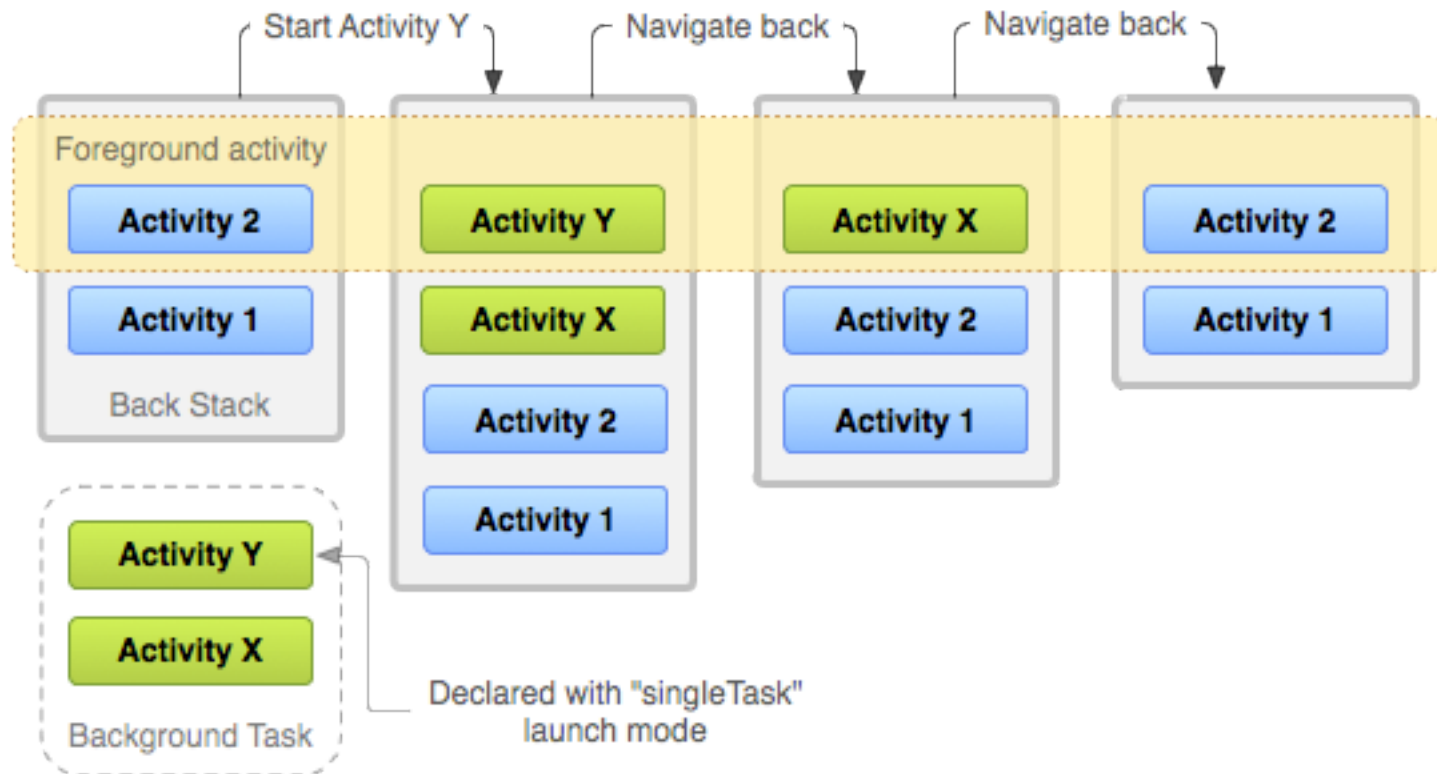 Start Activity Y
Navigate back
Navigate back
Foreground activity
Activity 2
Activity Y
Activity X
Activity 2
Activity 1
Activity X
Activity 2
Activity 1
Back Stack
Activity 2
Activity 1
Activity 1
Activity Y
Activity X
Background Task
Declared with "singleTask"
launch mode